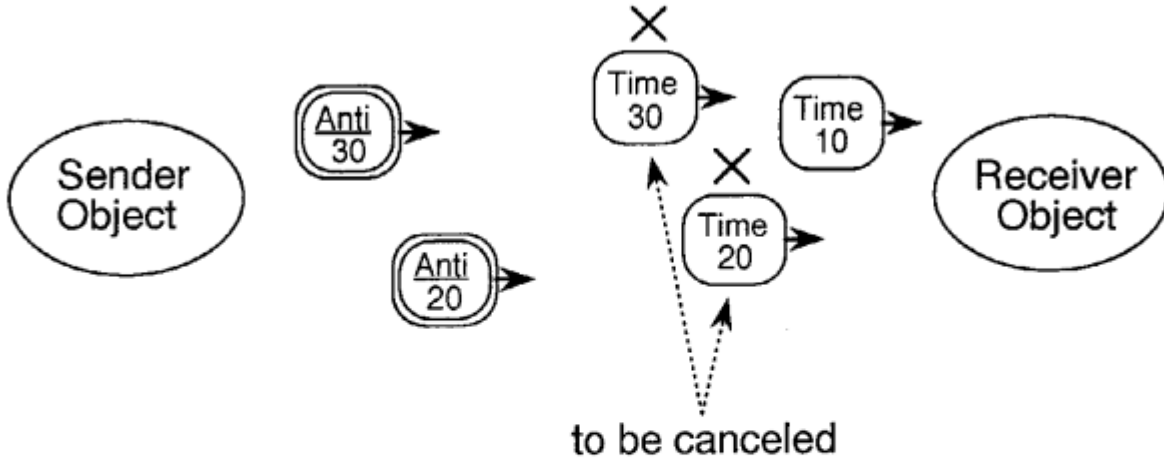 Sender
Object
Anti
30
Anti
20
Time
30
Time
20
Time
10
Receiver
Object
to be canceled